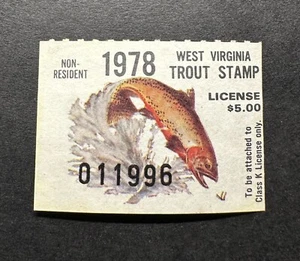 NON-
RESIDENT
1978
WEST VIRGINIA
TROUT STAMP
LICENSE
$5.00
011996
To be attached to
Class K License only.